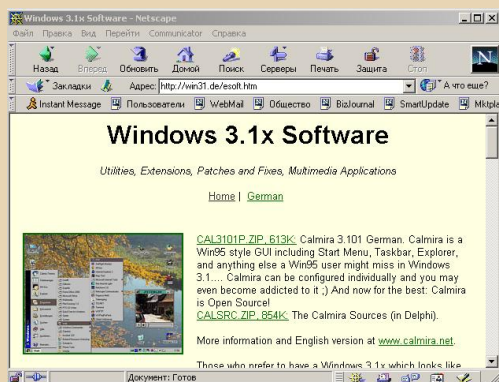 Windows 3.1x Software - Netscape
Файл Правка Вид Перейти Communicator Справка
Назад Вперед Обновить Домой Поиск Серверы Печать Защита Стоп
N
Закладки Адрес: http://win31.de/esoft.htm А что еще?
Instant Message Пользователи WebMail Общество BizJournal SmartUpdate Mktpla
Windows 3.1x Software
Utilities, Extensions, Patches and Fixes, Multimedia Applications
Home | German
CAL3101P.ZIP, 613K: Calmira 3.101 German. Calmira is a
Win95 style GUI including Start Menu, Taskbar, Explorer,
and anything else a Win95 user might miss in Windows
3.1.... Calmira can be configured individually and you may
even become addicted to it ;) And now for the best: Calmira
is Open Source!
CALSRC.ZIP, 854K: The Calmira Sources (in Delphi).
More information and English version at www.calmira.net.
Those who prefer to have a Windows 3.1x which looks like
Документ: Готов